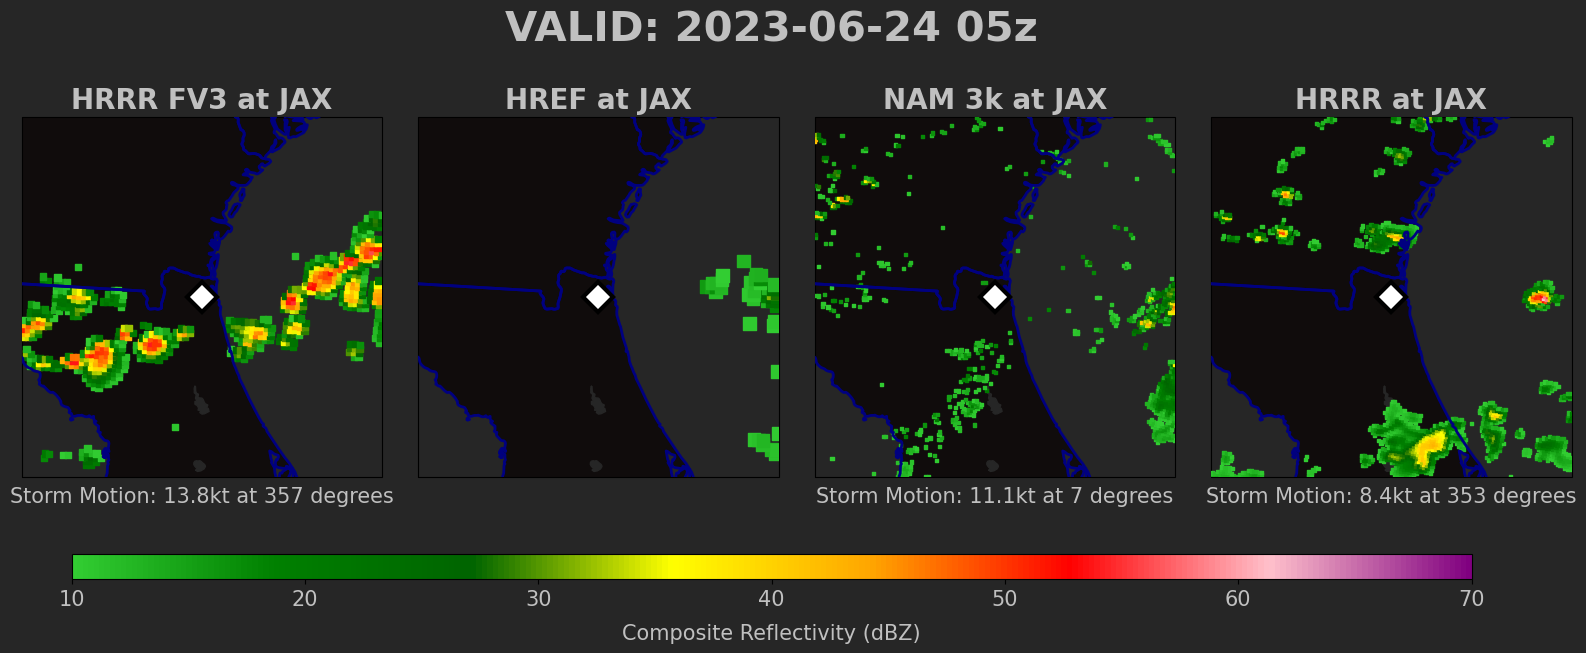 VALID: 2023-06-24 05z
HRRR FV3 at JAX
HREF at JAX
NAM 3k at JAX
HRRR at JAX
Storm Motion: 13.8kt at 357 degrees
Storm Motion: 11.1kt at 7 degrees
Storm Motion: 8.4kt at 353 degrees
10 20 30 40 50 60 70
Composite Reflectivity (dBZ)